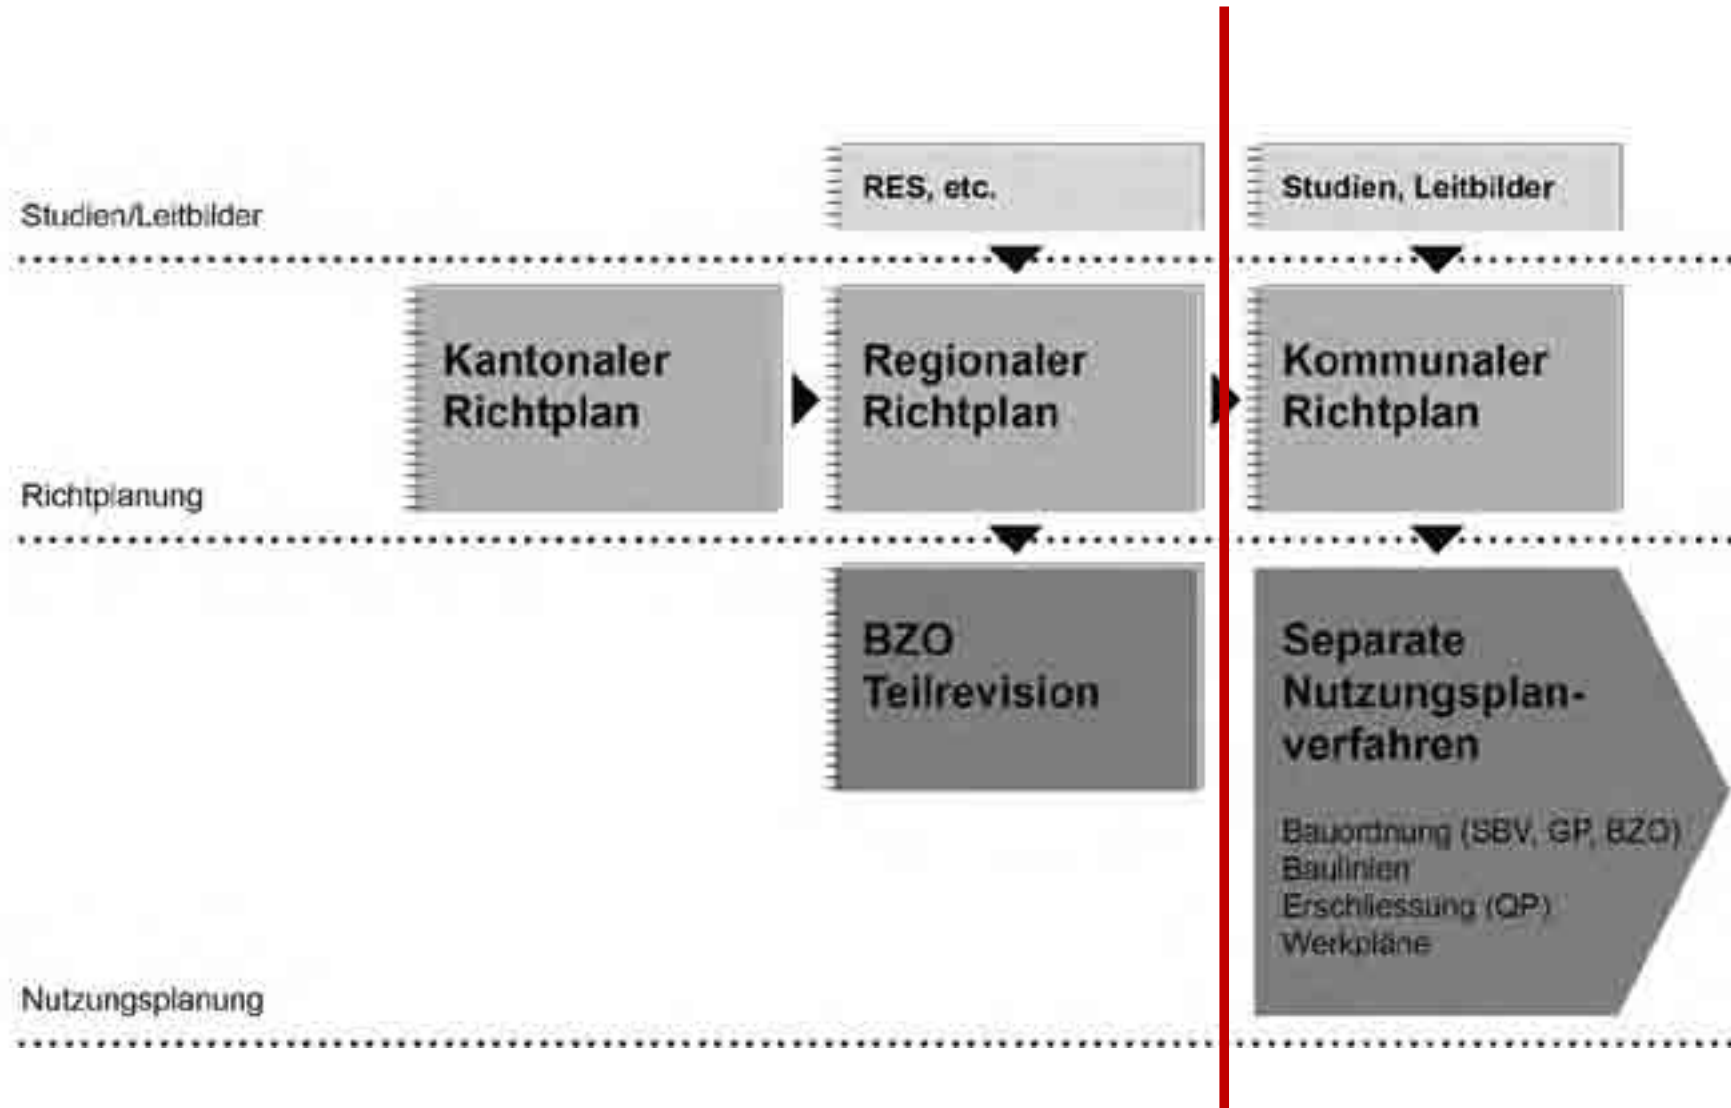 RES, etc.
Studien, Leitbilder
Studien/Leitbilder
Kantonaler
Richtplan
Regionaler
Richtplan
Kommunaler
Richtplan
Richtplanung
BZO
Teilrevision
Separate
Nutzungsplan-
verfahren
Bauordnung (SBV, GP, BZO)
Baulinien
Erschliessung (QP)
Werkpläne
Nutzungsplanung